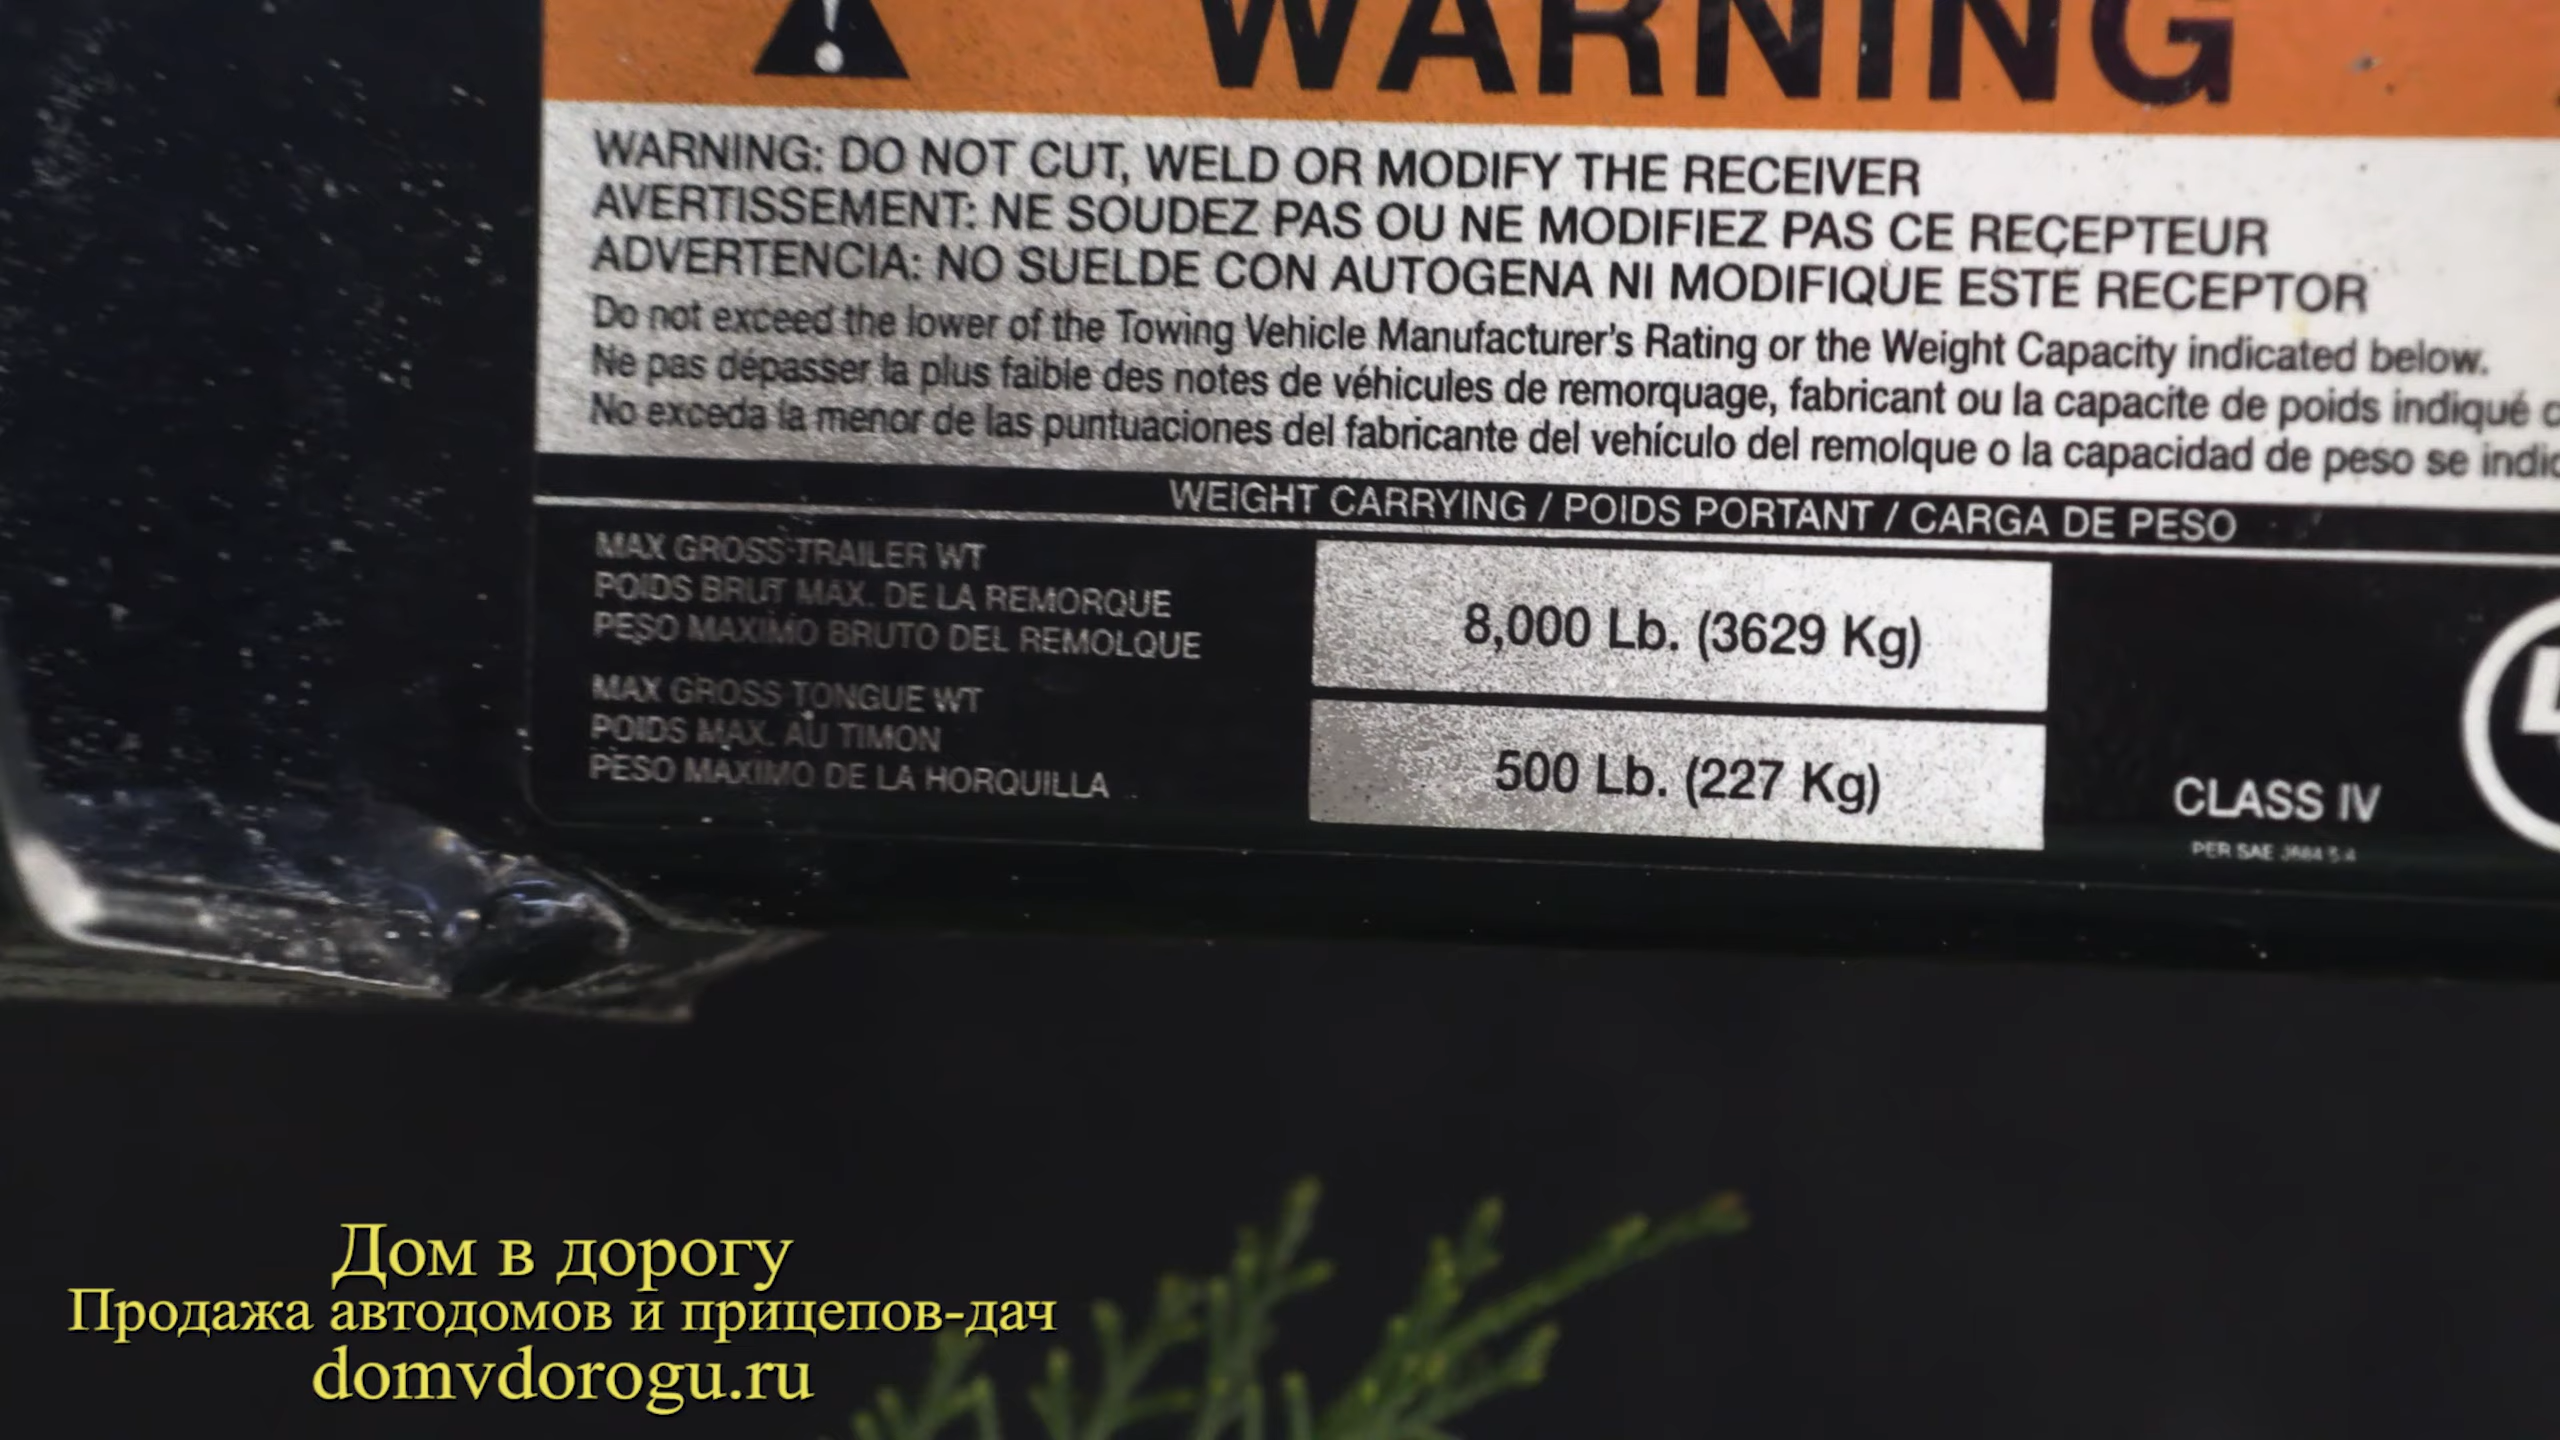 WARNING
WARNING: DO NOT CUT, WELD OR MODIFY THE RECEIVER
AVERTISSEMENT: NE SOUDEZ PAS OU NE MODIFIEZ PAS CE REÇEPTEUR
ADVERTENCIA: NO SUELDE CON AUTOGENA NI MODIFIQUE ESTE RECEPTOR
Do not exceed the lower of the Towing Vehicle Manufacturer's Rating or the Weight Capacity indicated below.
Ne pas dépasser la plus faible des notes de véhicules de remorquage, fabricant ou la capacite de poids indiqué
No exceda la menor de las puntuaciones del fabricante del vehículo del remolque o la capacidad de peso se
WEIGHT CARRYING / POIDS PORTANT / CARGA DE PESO
MAX GROSS TRAILER WT
POIDS BRUT MAX. DE LA REMORQUE
PESO MAXIMO BRUTO DEL REMOLQUE
8,000 Lb. (3629 Kg)
MAX GROSS TONGUE WT
POIDS MAX. AU TIMON
PESO MAXIMO DE LA HORQUILLA
500 Lb. (227 Kg)
CLASS IV
PER SAE
Дом в дорогу
Продажа автодомов и прицепов-дач
domvdorogu.ru